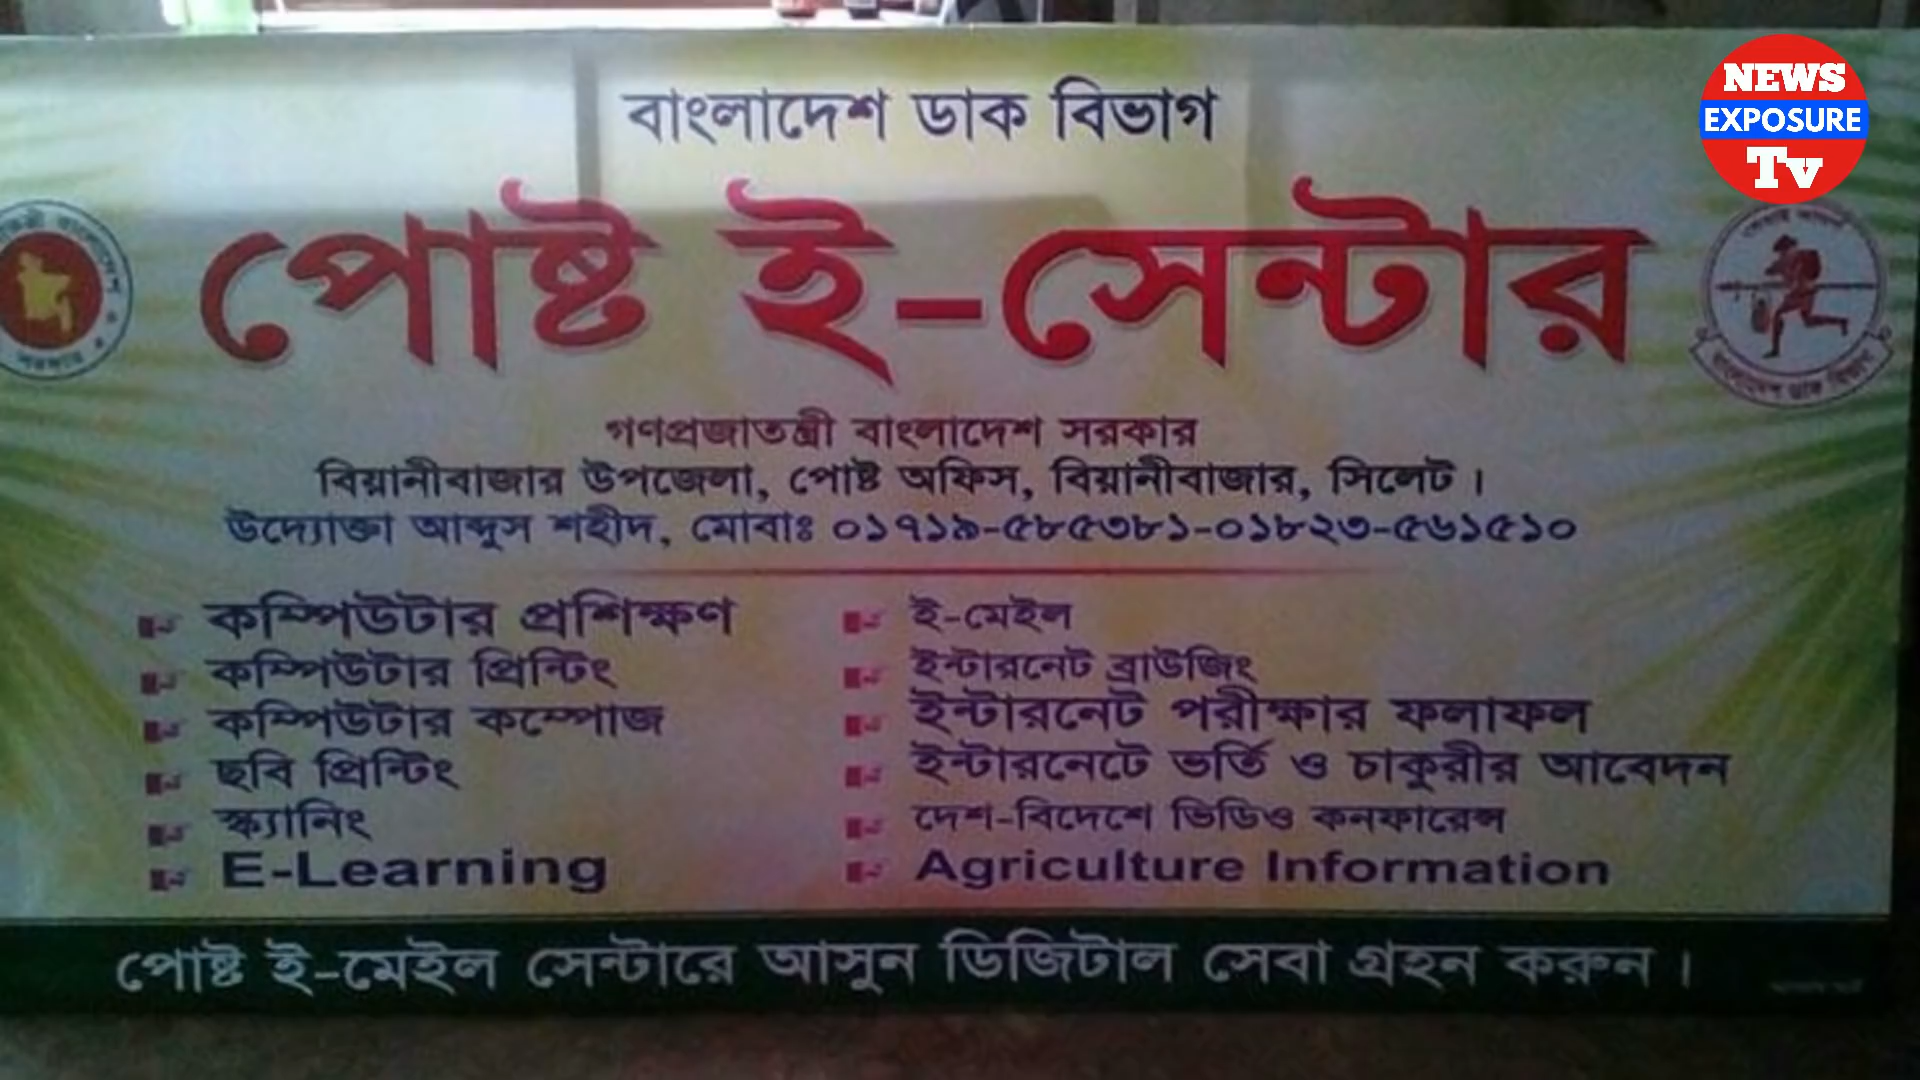 NEWS
EXPOSURE
Tv
বাংলাদেশ ডাক বিভাগ
পোষ্ট ই-সেন্টার
গণপ্রজাতন্ত্রী বাংলাদেশ সরকার
বিয়ানীবাজার উপজেলা, পোষ্ট অফিস, বিয়ানীবাজার, সিলেট।
উদ্যোক্তা আব্দুস শহীদ, মোবাঃ ০১৭১৯-৫৮৫৩৮১-০১৮২৩-৫৬১৫১০
কম্পিউটার প্রশিক্ষণ
কম্পিউটার প্রিন্টিং
কম্পিউটার কম্পোজ
ছবি প্রিন্টিং
স্ক্যানিং
E-Learning
ই-মেইল
ইন্টারনেট ব্রাউজিং
ইন্টারনেট পরীক্ষার ফলাফল
ইন্টারনেটে ভর্তি ও চাকুরীর আবেদন
দেশ-বিদেশে ভিডিও কনফারেন্স
Agriculture Information
পোষ্ট ই-মেইল সেন্টারে আসুন ডিজিটাল সেবা গ্রহন করুন।
বাংলাদেশ ডাক বিভাগ